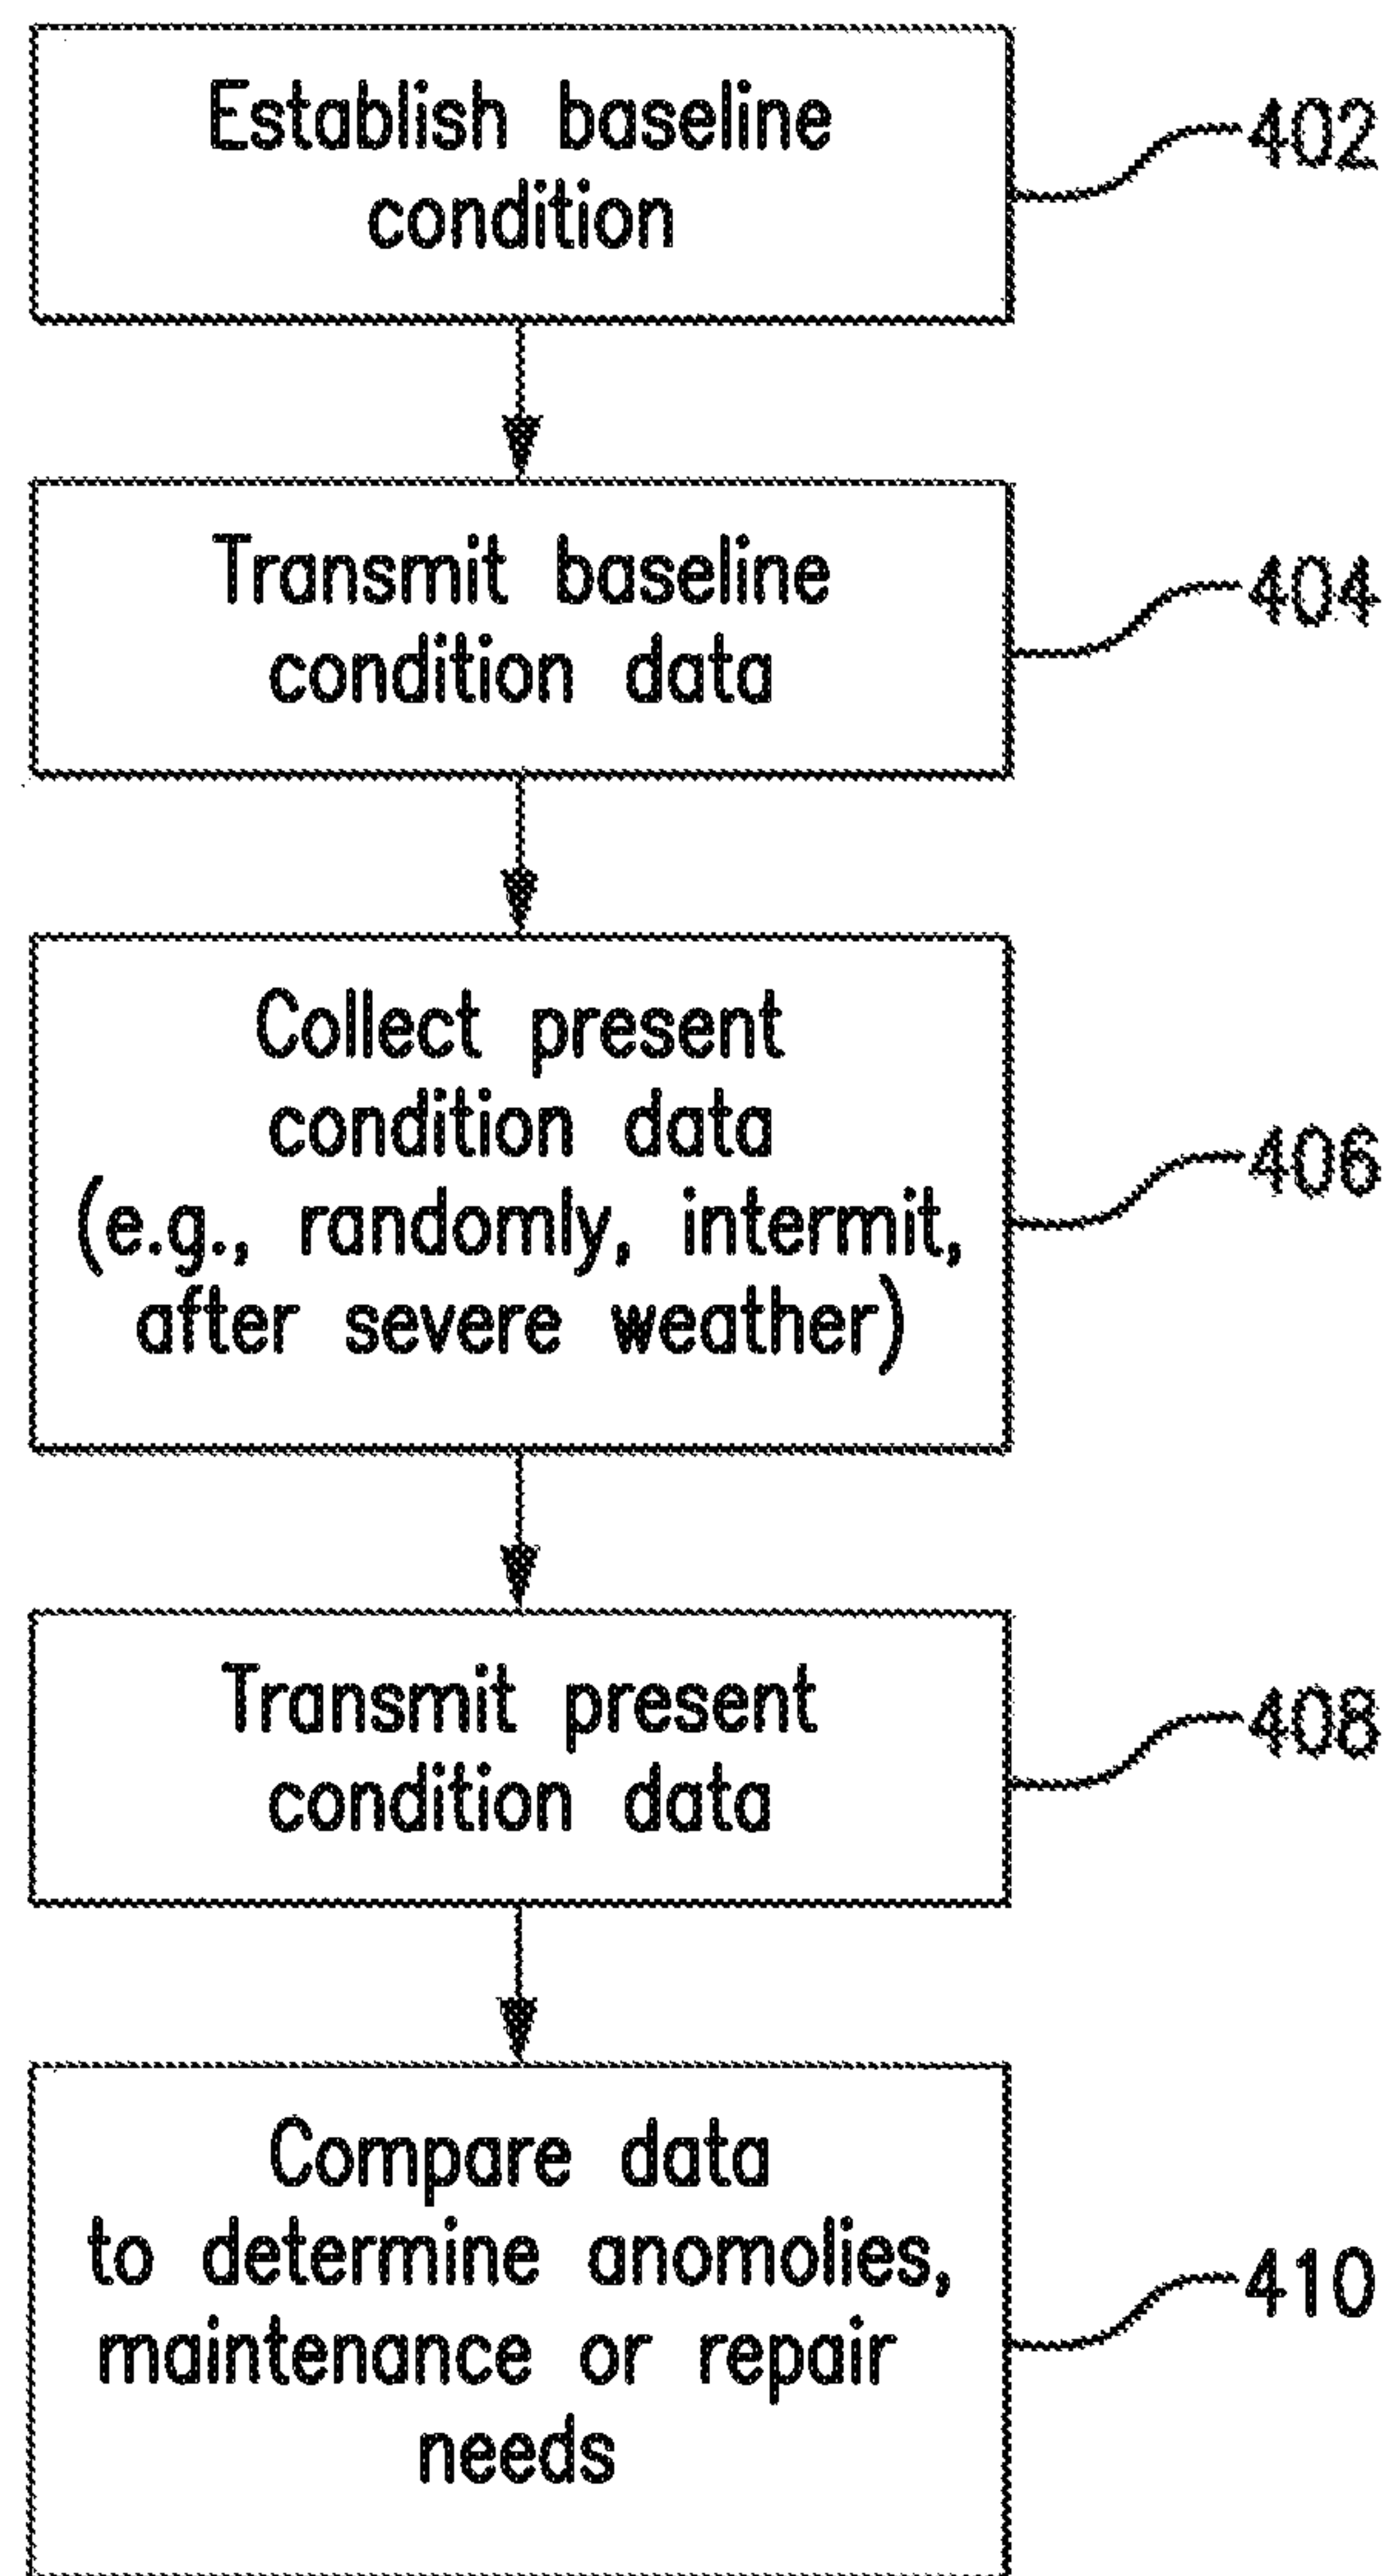 Establish baseline
condition
402
Transmit baseline
condition data
404
Collect present
condition data
(e.g., randomly, intermit,
after severe weather)
406
Transmit present
condition data
408
Compare data
to determine anomolies,
maintenance or repair
needs
410